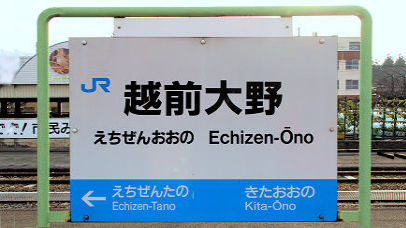 JR
越前大野
えちぜんおおの Echizen-Ōno
← えちぜんたの きたおおの
Echizen-Tano Kita-Ōno